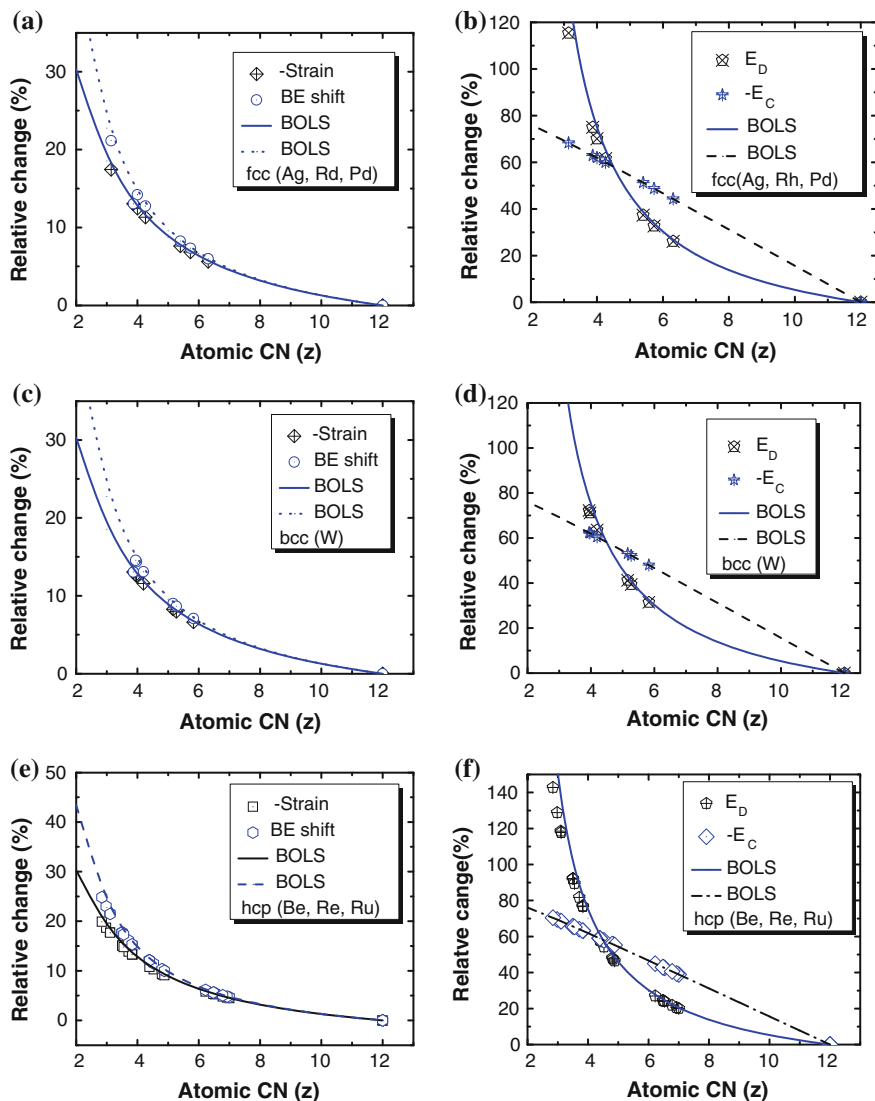 (a)
Relative change (%)
30
20
10
0
2 4 6 8 10 12
Atomic CN (z)
-Strain
BE shift
BOLS
BOLS
fcc (Ag, Rd, Pd)
(b)
Relative change (%)
120
100
80
60
40
20
0
2 4 6 8 10 12
Atomic CN (z)
E_D
-E_C
BOLS
BOLS
fcc(Ag, Rh, Pd)
(c)
Relative change (%)
30
20
10
0
2 4 6 8 10 12
Atomic CN (z)
-Strain
BE shift
BOLS
BOLS
bcc (W)
(d)
Relative change (%)
120
100
80
60
40
20
0
2 4 6 8 10 12
Atomic CN (z)
E_D
-E_C
BOLS
BOLS
bcc (W)
(e)
Relative change (%)
50
40
30
20
10
0
2 4 6 8 10 12
Atomic CN (z)
-Strain
BE shift
BOLS
BOLS
hcp (Be, Re, Ru)
(f)
Relatve cange(%)
140
120
100
80
60
40
20
0
2 4 6 8 10 12
Atomic CN (z)
E_D
-E_C
BOLS
BOLS
hcp (Be, Re, Ru)